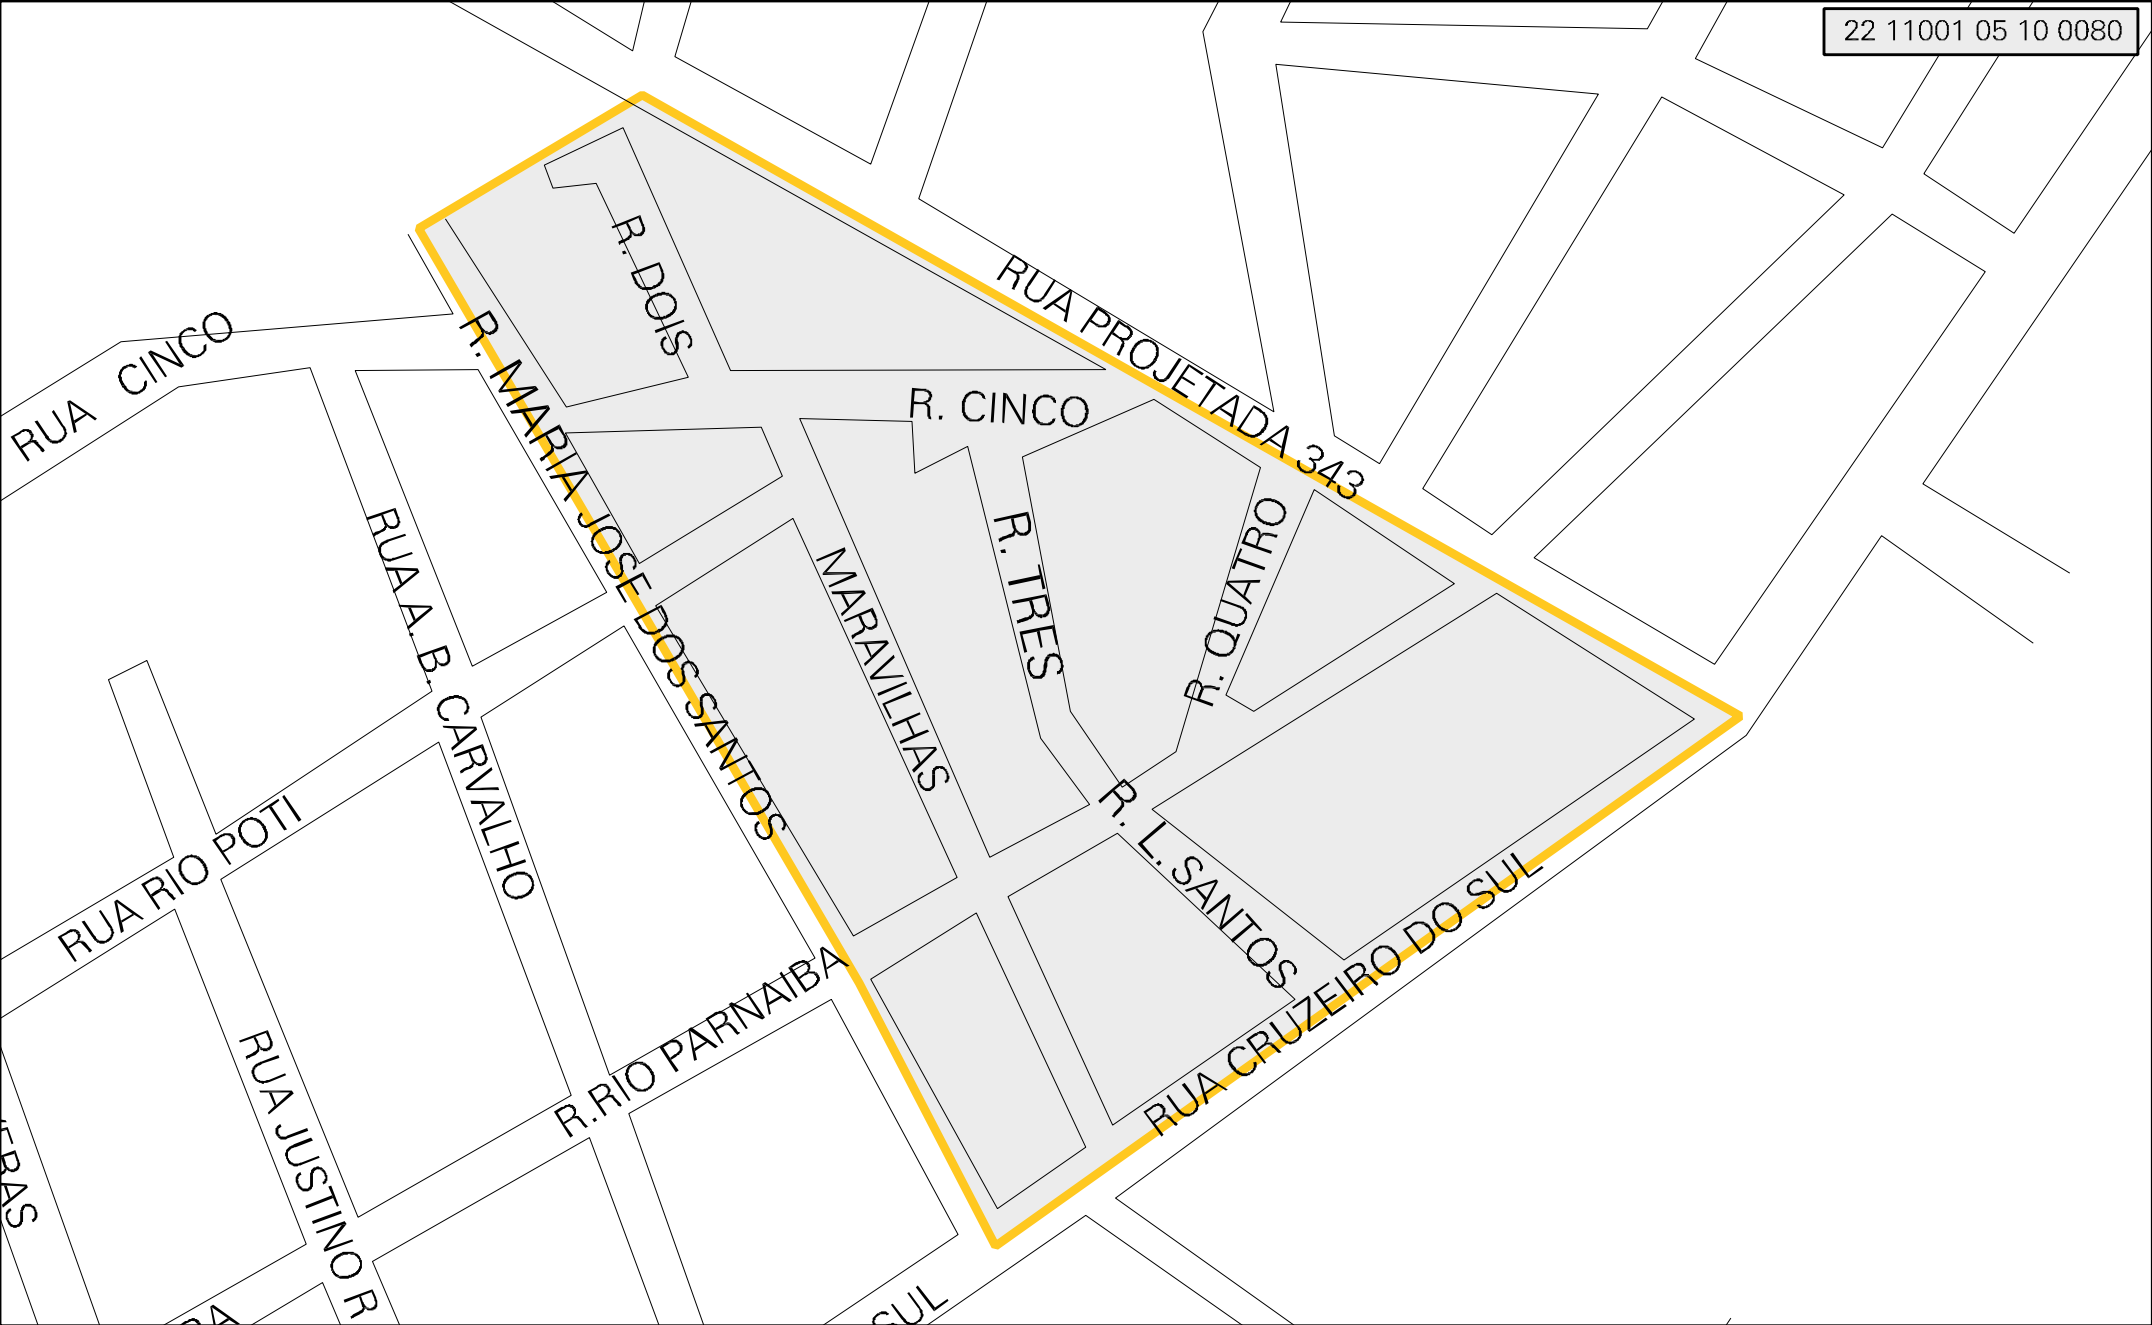 22 11001 05 10 0080
R. DOIS
RUA PROJETADA 343
RUA CINCO
R. MARIA JOSE DOS SANTOS
R. CINCO
R. TRES
R. QUATRO
RUA A. B. CARVALHO
MARAVILHAS
RUA RIO POTI
R. L. SANTOS
RUA CRUZEIRO DO SUL
R.RIO PARNAIBA
RUA JUSTINO R
SUL